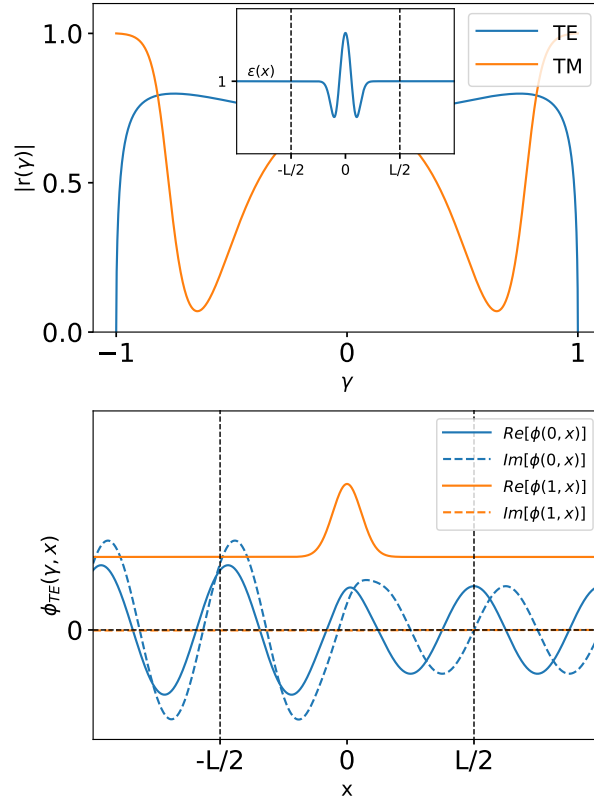 1.0
0.5
0.0
|r(γ)|
−1
0
1
γ
TE
TM
ε(x)
1
-L/2
0
L/2
Re[ϕ(0, x)]
Im[ϕ(0, x)]
Re[ϕ(1, x)]
Im[ϕ(1, x)]
ϕTE(γ, x)
0
-L/2
0
L/2
x